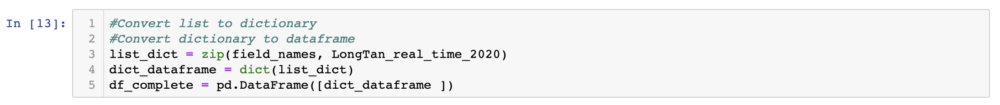 In [13]:
1 #Convert list to dictionary
2 #Convert dictionary to dataframe
3 list_dict = zip(field_names, LongTan_real_time_2020)
4 dict_dataframe = dict(list_dict)
5 df_complete = pd.DataFrame([dict_dataframe ])